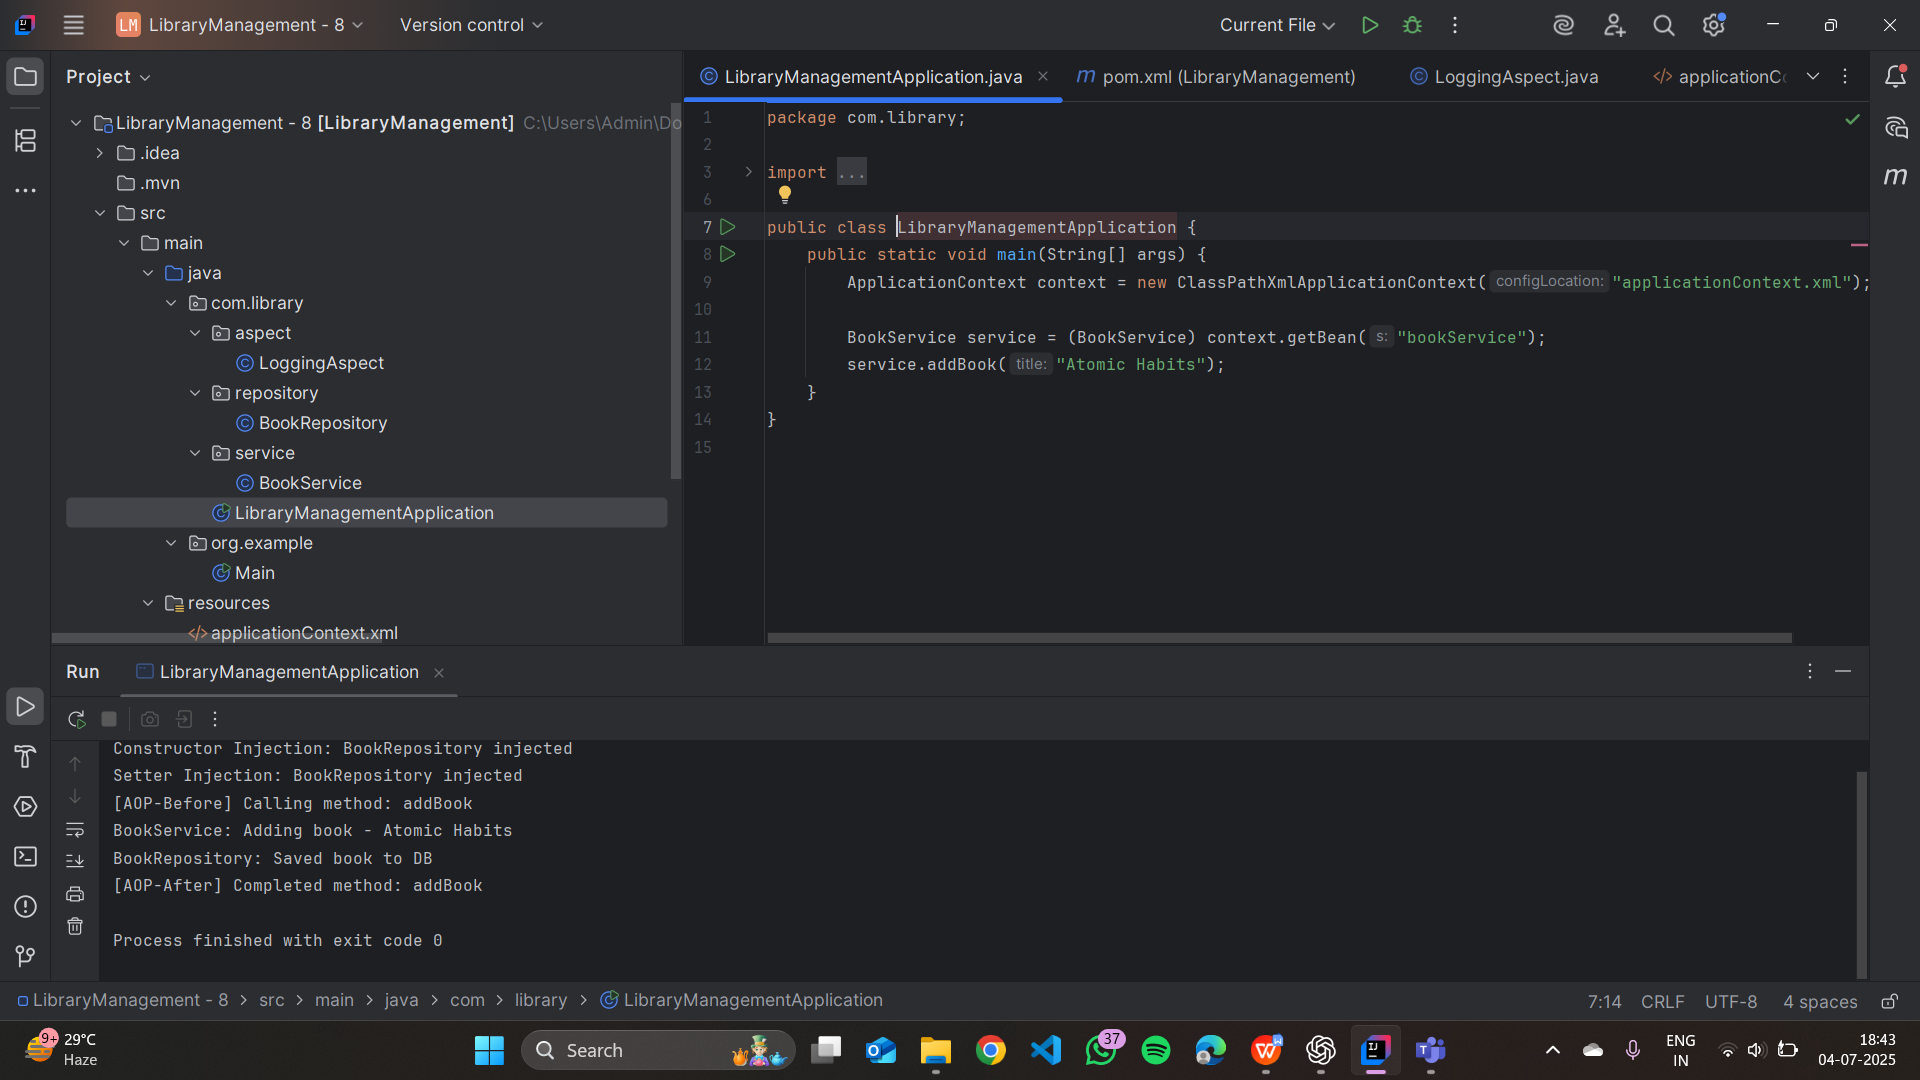 LM LibraryManagement - 8
Version control
Current File
Project
LibraryManagement - 8 [LibraryManagement] C:\Users\Admin\Do
.idea
.mvn
src
main
java
com.library
aspect
LoggingAspect
repository
BookRepository
service
BookService
LibraryManagementApplication
org.example
Main
resources
applicationContext.xml
LibraryManagementApplication.java
m pom.xml (LibraryManagement)
LoggingAspect.java
applicationCo
1 package com.library;
2
3 import ...
6
7 public class LibraryManagementApplication {
8 public static void main(String[] args) {
9 ApplicationContext context = new ClassPathXmlApplicationContext( configLocation: "applicationContext.xml");
10
11 BookService service = (BookService) context.getBean( s: "bookService");
12 service.addBook( title: "Atomic Habits");
13 }
14 }
15
m
Run LibraryManagementApplication
Constructor Injection: BookRepository injected
Setter Injection: BookRepository injected
[AOP-Before] Calling method: addBook
BookService: Adding book - Atomic Habits
BookRepository: Saved book to DB
[AOP-After] Completed method: addBook
Process finished with exit code 0
LibraryManagement - 8 > src > main > java > com > library > LibraryManagementApplication
7:14 CRLF UTF-8 4 spaces
9+ 29°C
Haze
Search
37
ENG
IN
18:43
04-07-2025